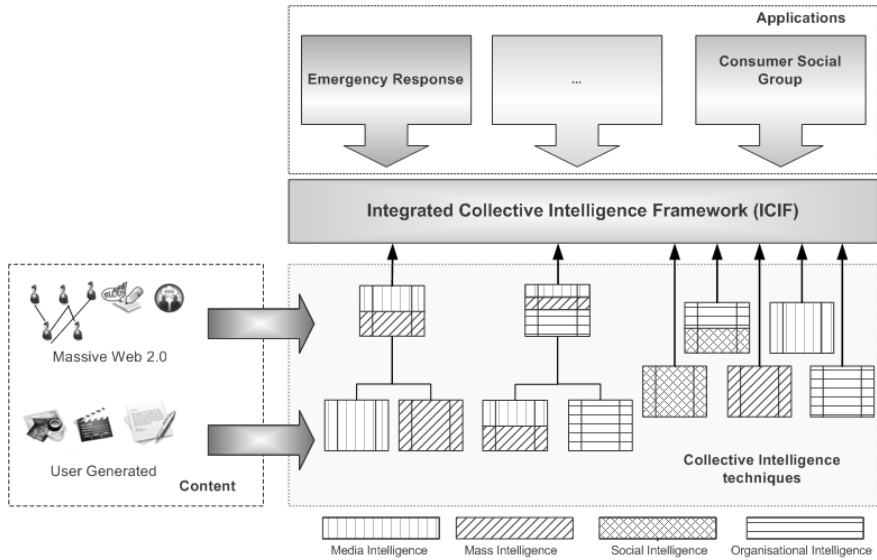 Applications
Emergency Response
...
Consumer Social
Group
Integrated Collective Intelligence Framework (ICIF)
BLOG
Massive Web 2.0
User Generated
Content
Collective Intelligence
techniques
Media Intelligence
Mass Intelligence
Social Intelligence
Organisational Intelligence